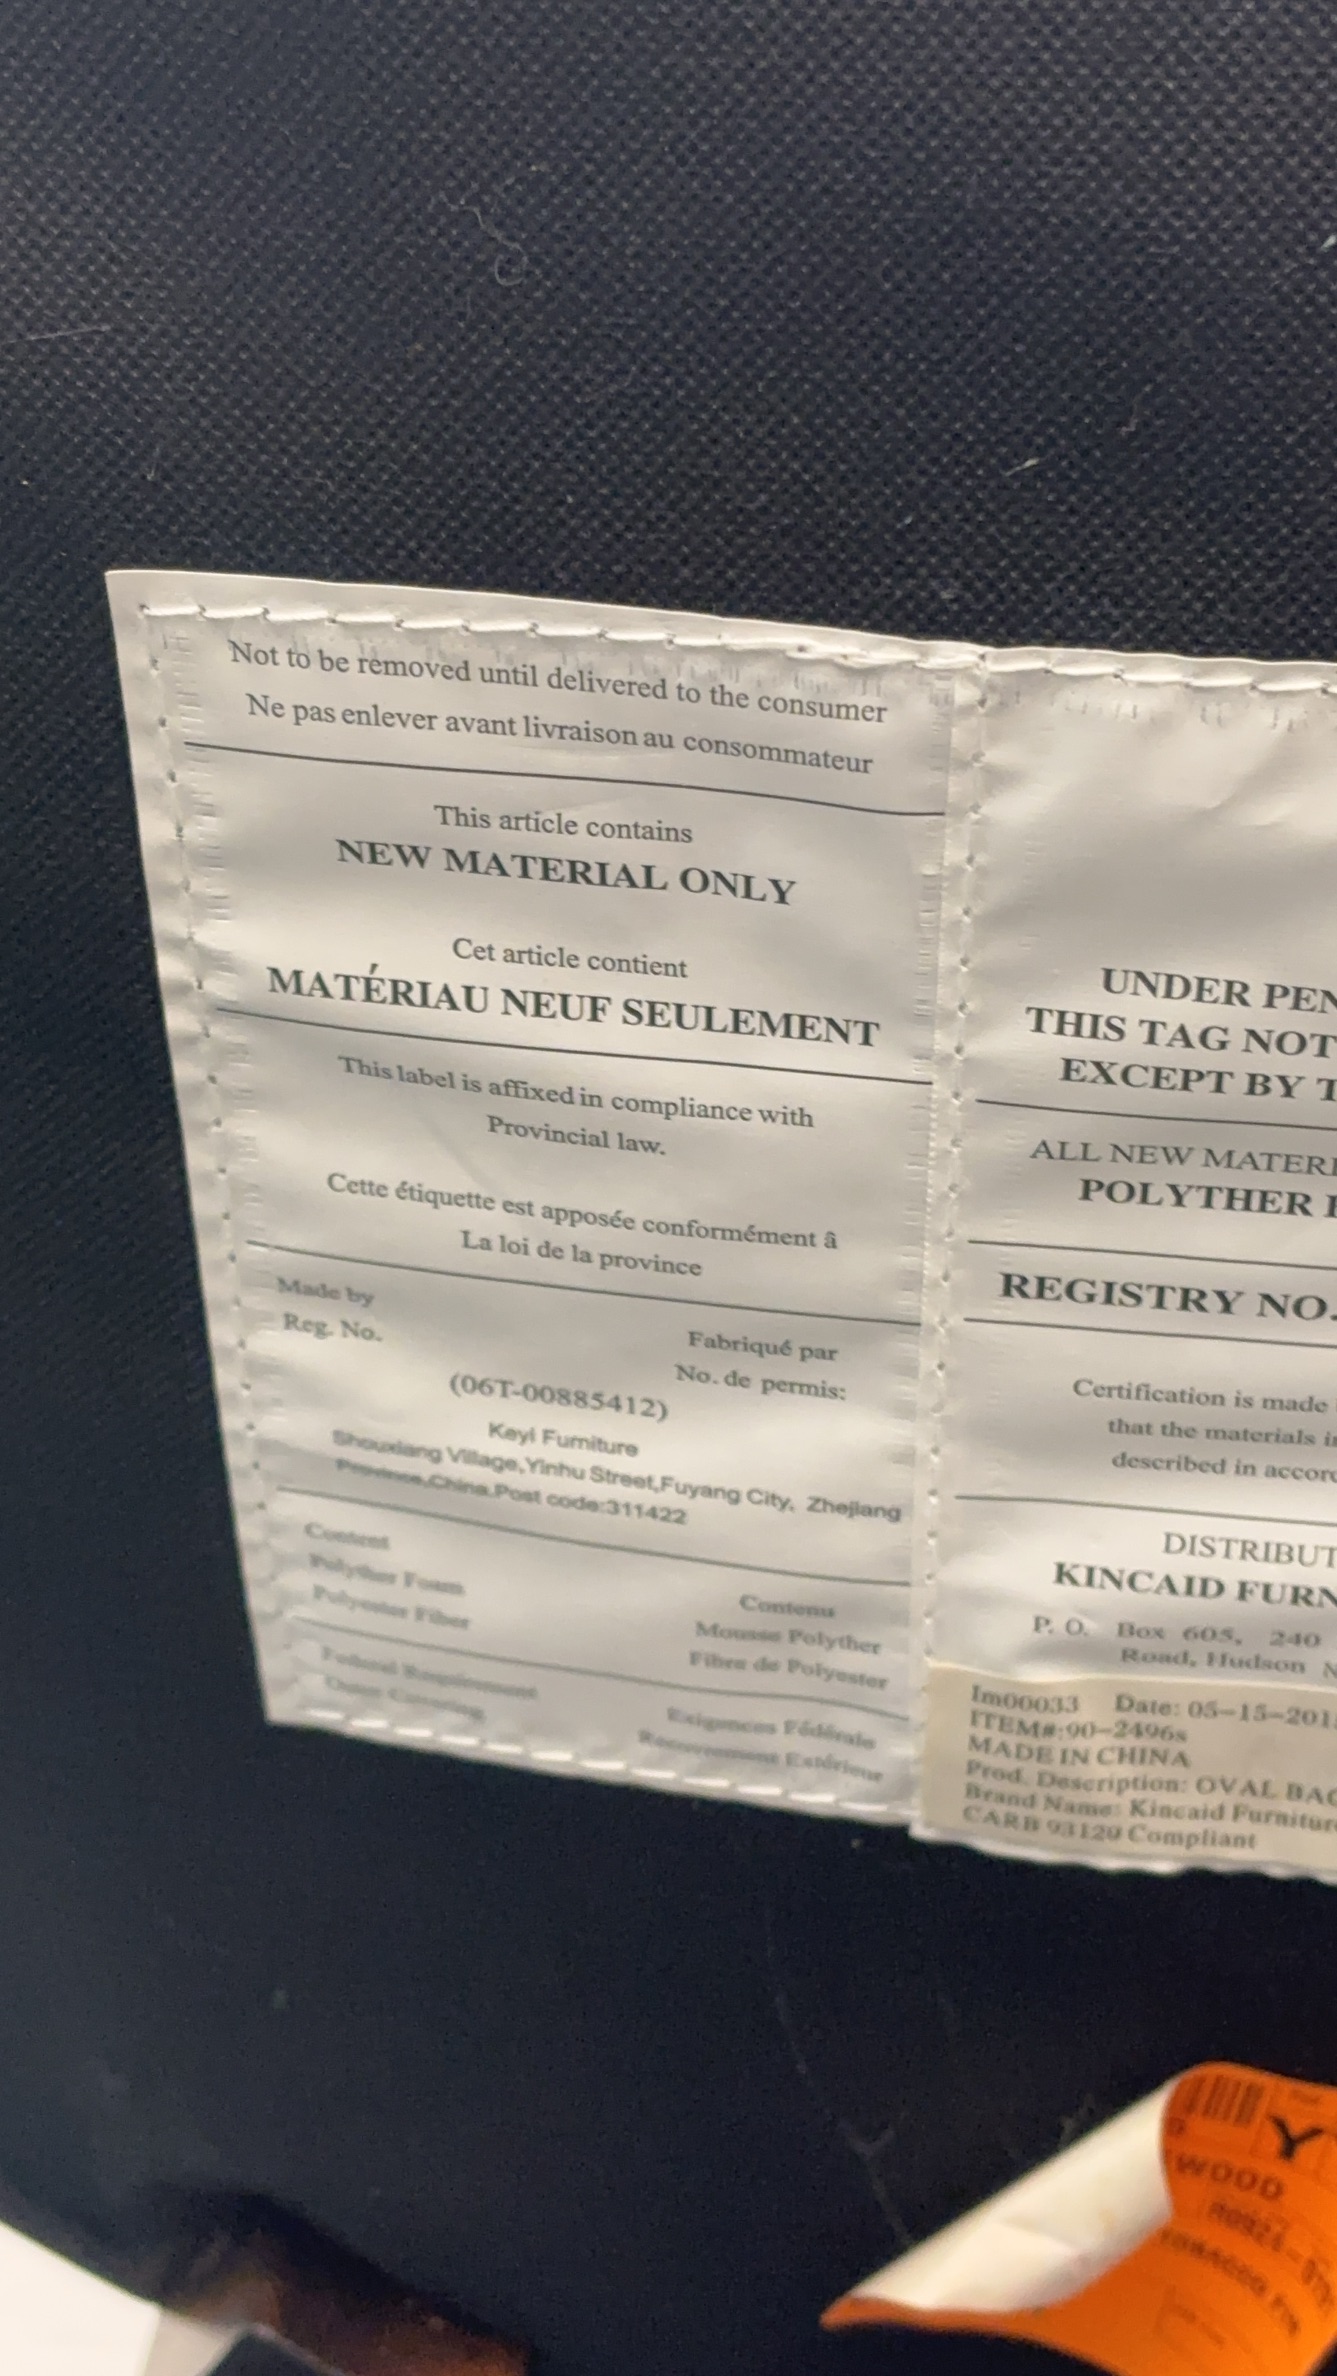 Not to be removed until delivered to the consumer
Ne pas enlever avant livraison au consommateur
This article contains
NEW MATERIAL ONLY
Cet article contient
MATÉRIAU NEUF SEULEMENT
This label is affixed in compliance with
Provincial law.
Cette étiquette est apposée conformément â
La loi de la province
Made by
Reg. No.
Fabriqué par
No. de permis:
(06T-00885412)
Keyi Furniture
Shouxiang Village,Yinhu Street,Fuyang City, Zhejiang
Province,China.Post code:311422
Content
Polyther Foam
Polyester Fiber
Contenu
Mousse Polyther
Fibre de Polyester
Federal Requirement
Outer Covering
Exigences Fédérale
Recouvrement Extérieur
UNDER PEN
THIS TAG NOT
EXCEPT BY T
ALL NEW MATERI
POLYTHER
REGISTRY NO.
Certification is made
that the materials in
described in accor
DISTRIBUT
KINCAID FURN
P. O. Box 605, 240
Road, Hudson N
Im00033 Date: 05-15-201
ITEM#:90-2496s
MADE IN CHINA
Prod. Description: OVAL BAC
Brand Name: Kincaid Furniture
CARB 93120 Compliant
Y
WOOD